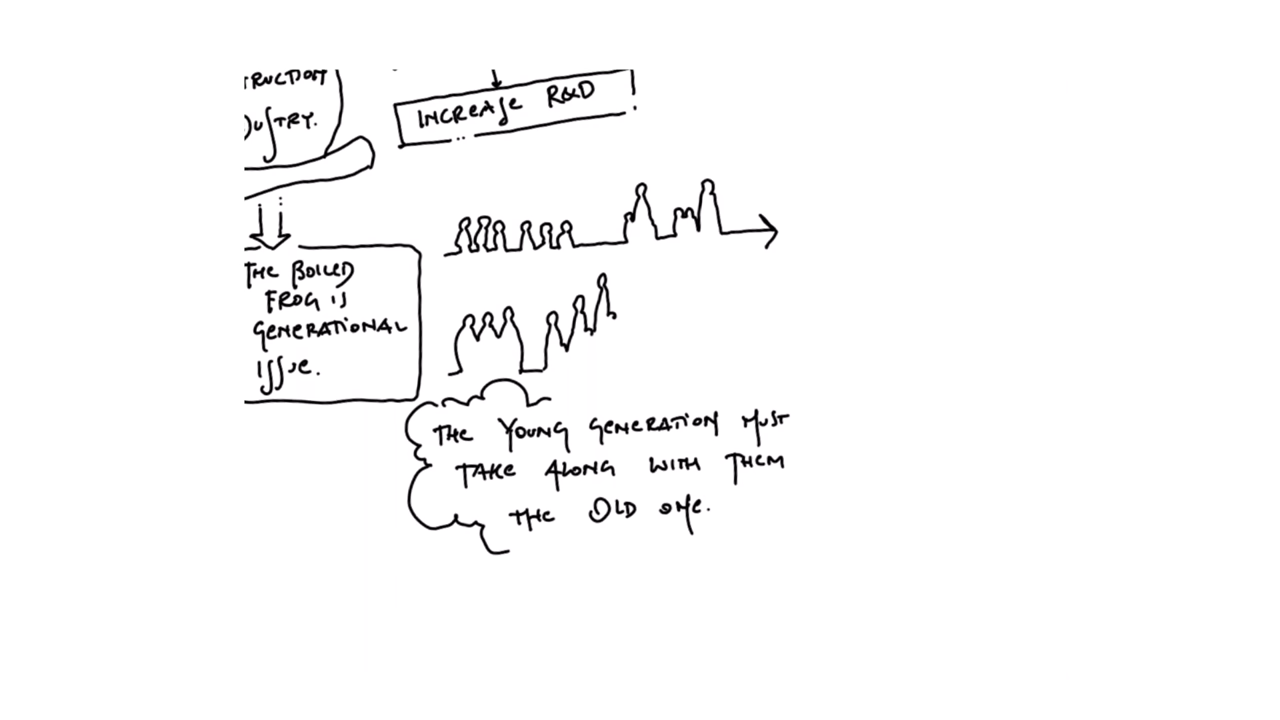 TRUCTION
DUSTRY.
INCREASE R&D
THE BOILED
FROG IS
GENERATIONAL
ISSUE.
THE YOUNG GENERATION MUST
TAKE ALONG WITH THEM
THE OLD ONE.